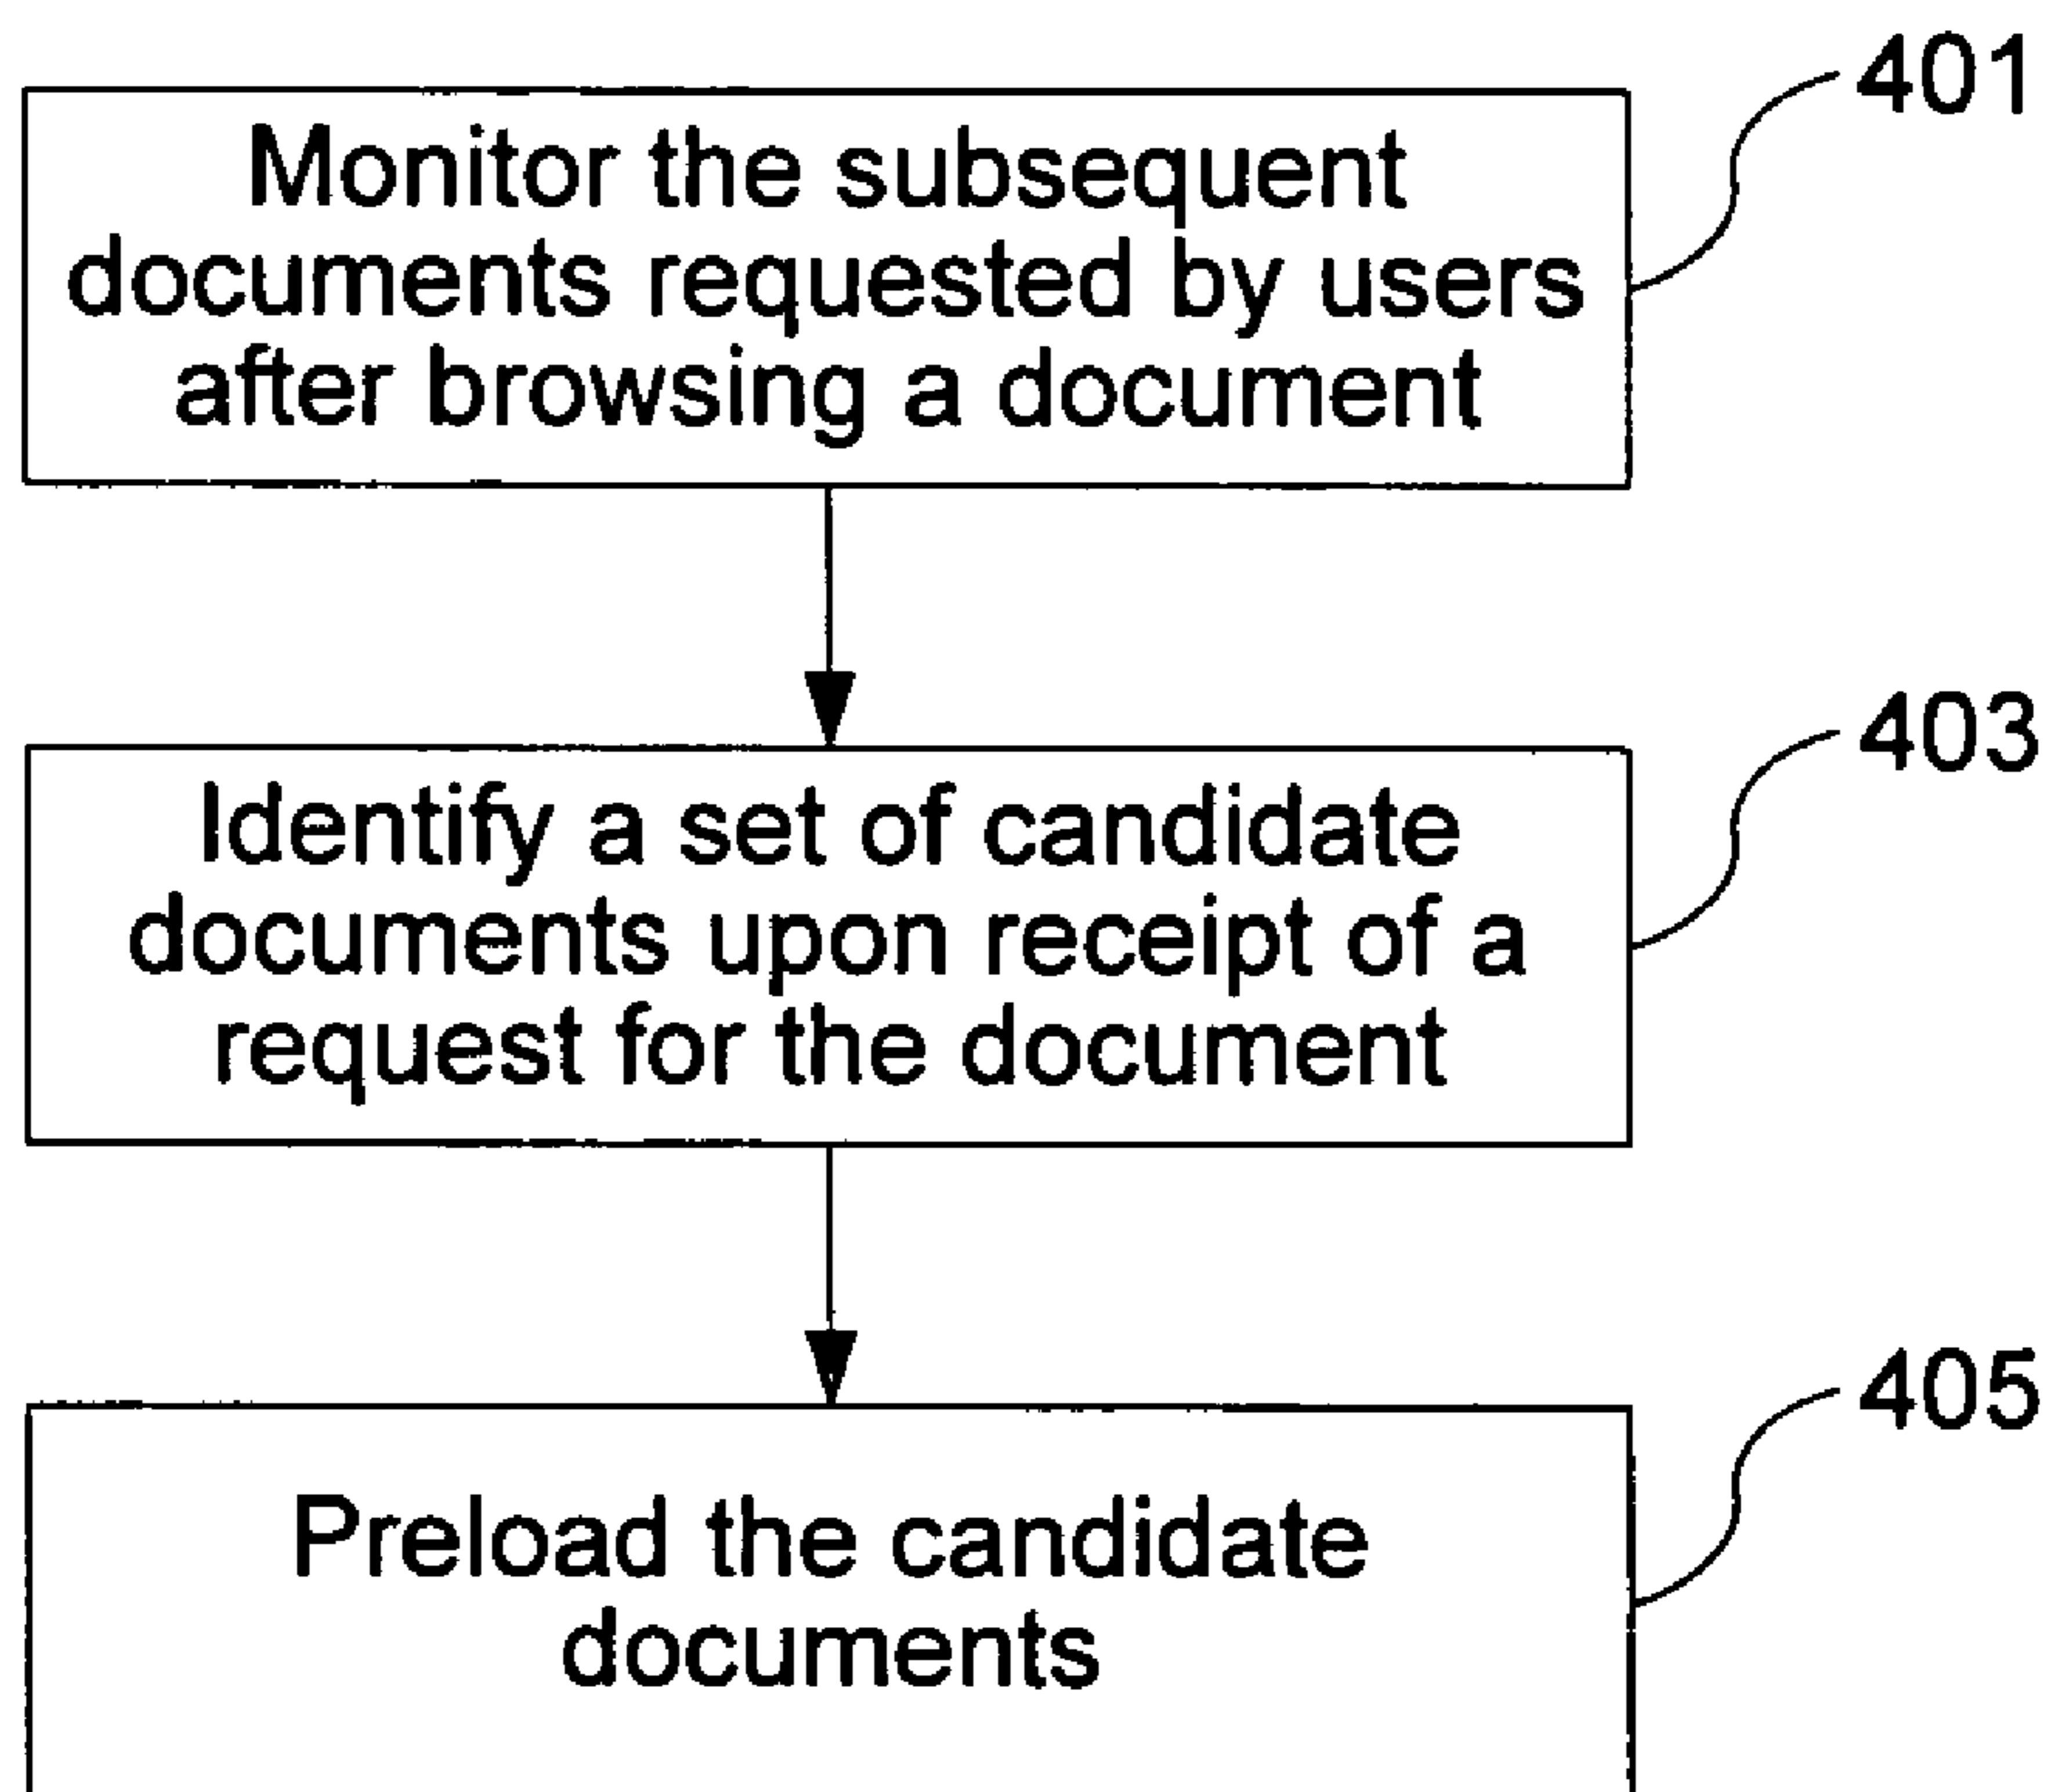 401
Monitor the subsequent
documents requested by users
after browsing a document
403
Identify a set of candidate
documents upon receipt of a
request for the document
405
Preload the candidate
documents